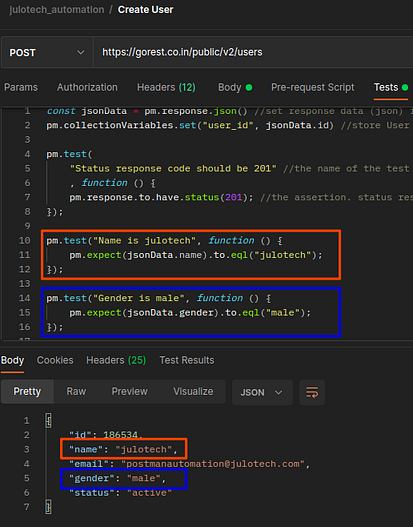 julotech_automation / Create User
POST https://gorest.co.in/public/v2/users
Params Authorization Headers (12) Body Pre-request Script Tests
1 const jsonData = pm.response.json() //set response data (json)
2 pm.collectionVariables.set("user_id", jsonData.id) //store User
3
4 pm.test(
5 "Status response code should be 201" //the name of the test
6 , function () {
7 pm.response.to.have.status(201); //the assertion. status res
8 });
9
10 pm.test("Name is julotech", function () {
11 pm.expect(jsonData.name).to.eql("julotech");
12 });
13
14 pm.test("Gender is male", function () {
15 pm.expect(jsonData.gender).to.eql("male");
16 });
17
Body Cookies Headers (25) Test Results
Pretty Raw Preview Visualize JSON
1 {
2 "id": 186534,
3 "name": "julotech",
4 "email": "postmanautomation@julotech.com",
5 "gender": "male",
6 "status": "active"
7 }